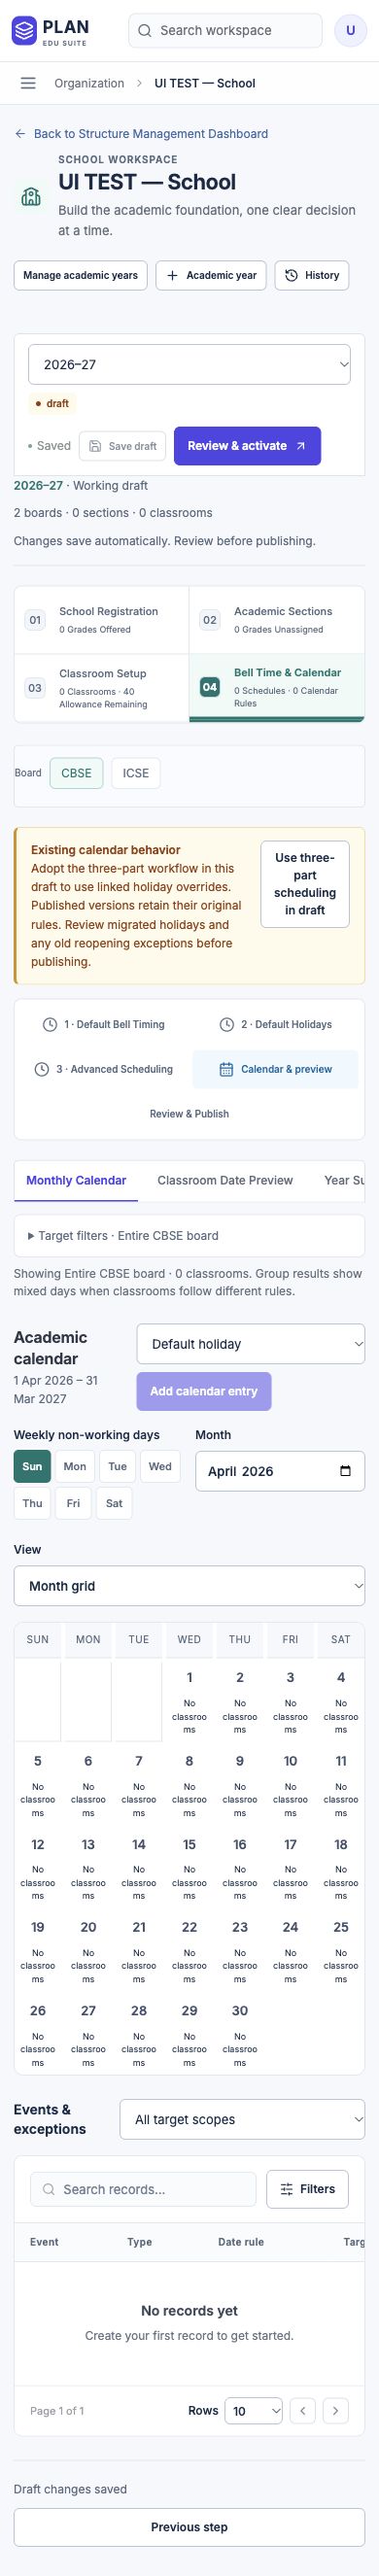 PLAN
EDU SUITE
Search workspace
U
Organization
UI TEST — School
Back to Structure Management Dashboard
SCHOOL WORKSPACE
UI TEST — School
Build the academic foundation, one clear decision
at a time.
Manage academic years
Academic year
History
2026–27
draft
Saved
Save draft
Review & activate
2026–27 · Working draft
2 boards · 0 sections · 0 classrooms
Changes save automatically. Review before publishing.
01
School Registration
0 Grades Offered
02
Academic Sections
0 Grades Unassigned
03
Classroom Setup
0 Classrooms · 40
Allowance Remaining
04
Bell Time & Calendar
0 Schedules · 0 Calendar
Rules
Board
CBSE
ICSE
Existing calendar behavior
Adopt the three-part workflow in this
draft to use linked holiday overrides.
Published versions retain their original
rules. Review migrated holidays and
any old reopening exceptions before
publishing.
Use three-
part
scheduling
in draft
1 · Default Bell Timing
2 · Default Holidays
3 · Advanced Scheduling
Calendar & preview
Review & Publish
Monthly Calendar
Classroom Date Preview
Year Su
Target filters · Entire CBSE board
Showing Entire CBSE board · 0 classrooms. Group results show
mixed days when classrooms follow different rules.
Academic
calendar
1 Apr 2026 – 31
Mar 2027
Default holiday
Add calendar entry
Weekly non-working days
Sun Mon Tue Wed
Thu Fri Sat
Month
April 2026
View
Month grid
SUN MON TUE WED THU FRI SAT
1 2 3 4
No No No No
classroo classroo classroo classroo
ms ms ms ms
5 6 7 8 9 10 11
No No No No No No No
classroo classroo classroo classroo classroo classroo classroo
ms ms ms ms ms ms ms
12 13 14 15 16 17 18
No No No No No No No
classroo classroo classroo classroo classroo classroo classroo
ms ms ms ms ms ms ms
19 20 21 22 23 24 25
No No No No No No No
classroo classroo classroo classroo classroo classroo classroo
ms ms ms ms ms ms ms
26 27 28 29 30
No No No No No
classroo classroo classroo classroo classroo
ms ms ms ms ms
Events &
exceptions
All target scopes
Search records...
Filters
Event Type Date rule Targ
No records yet
Create your first record to get started.
Page 1 of 1
Rows
10
Draft changes saved
Previous step